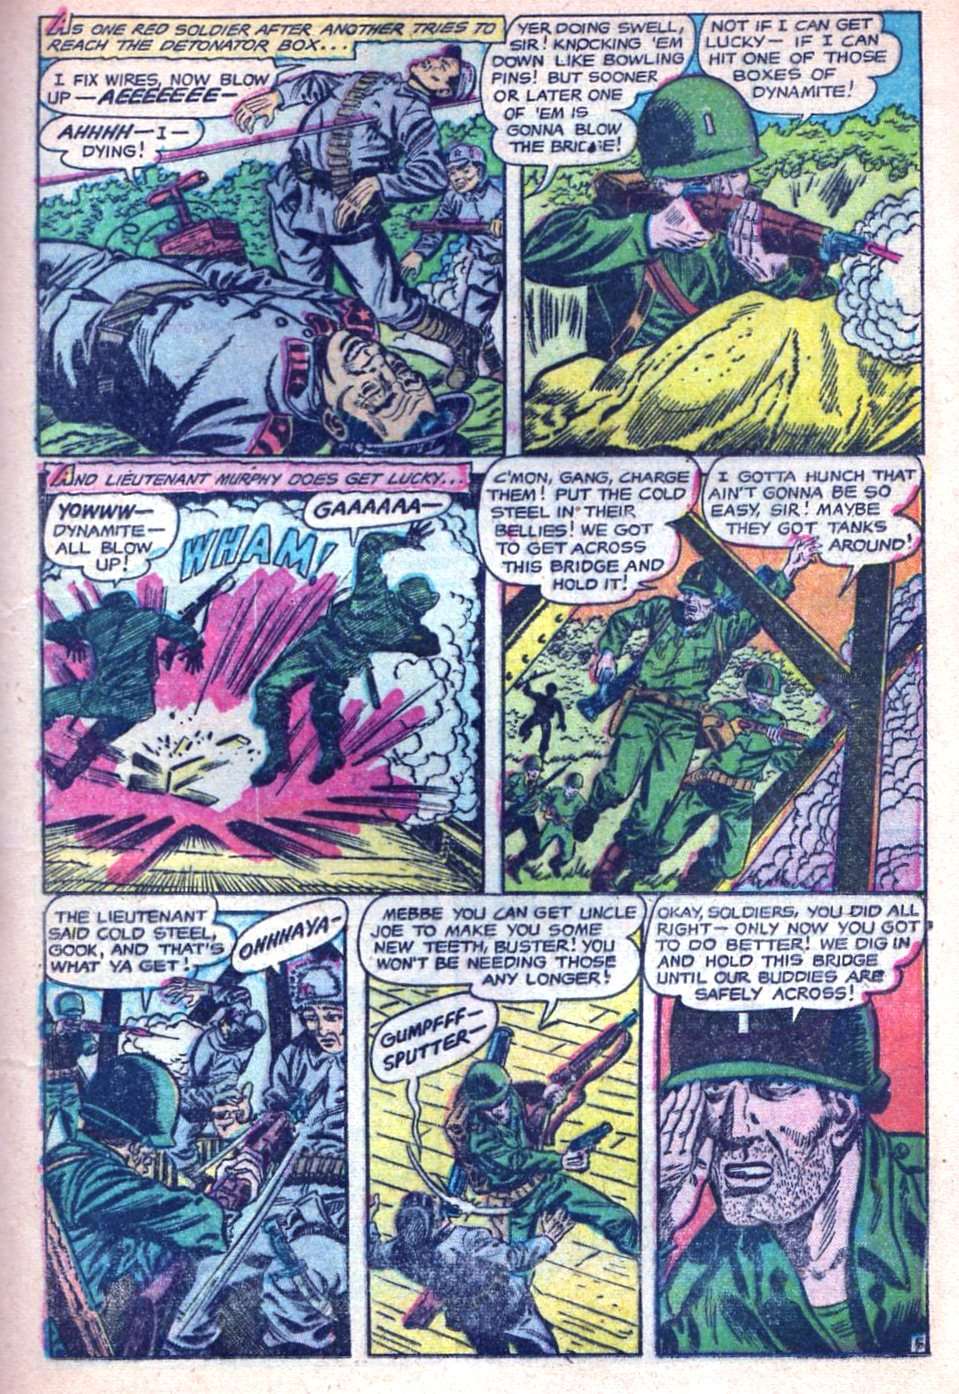 AS ONE RED SOLDIER AFTER ANOTHER TRIES TO
REACH THE DETONATOR BOX...
I FIX WIRES, NOW BLOW
UP—AEEEEEEE—
AHHHH—I—
DYING!
YER DOING SWELL,
SIR! KNOCKING 'EM
DOWN LIKE BOWLING
PINS! BUT SOONER
OR LATER ONE
OF 'EM IS
GONNA BLOW
THE BRIDGE!
NOT IF I CAN GET
LUCKY— IF I CAN
HIT ONE OF THOSE
BOXES OF
DYNAMITE!
AND LIEUTENANT MURPHY DOES GET LUCKY...
YOWWW—
DYNAMITE—
ALL BLOW
UP!
WHAM!
GAAAAAA—
C'MON, GANG, CHARGE
THEM! PUT THE COLD
STEEL IN THEIR
BELLIES! WE GOT
TO GET ACROSS
THIS BRIDGE AND
HOLD IT!
I GOTTA HUNCH THAT
AIN'T GONNA BE SO
EASY, SIR! MAYBE
THEY GOT TANKS
AROUND!
THE LIEUTENANT
SAID COLD STEEL,
GOOK, AND THAT'S
WHAT YA GET!
OHHHAYA—
MEBBE YOU CAN GET UNCLE
JOE TO MAKE YOU SOME
NEW TEETH, BUSTER! YOU
WON'T BE NEEDING THOSE
ANY LONGER!
GUMPFFF—
SPUTTER—
OKAY, SOLDIERS, YOU DID ALL
RIGHT— ONLY NOW YOU GOT
TO DO BETTER! WE DIG IN
AND HOLD THIS BRIDGE
UNTIL OUR BUDDIES ARE
SAFELY ACROSS!
5